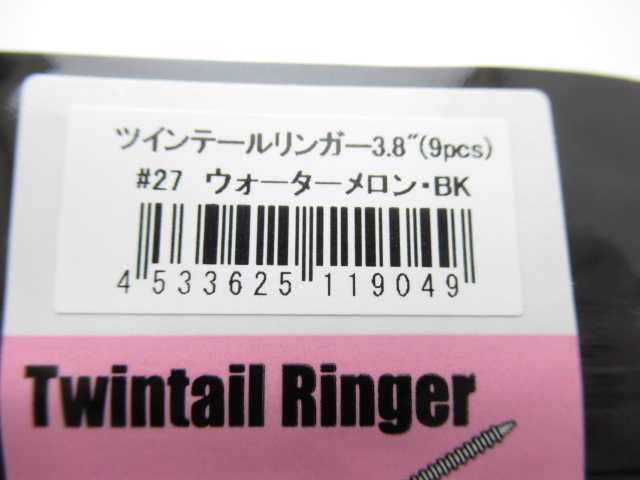 ツインテールリンガー3.8"(9pcs)
#27 ウォーターメロン・BK
4 533625 119049
Twintail Ringer